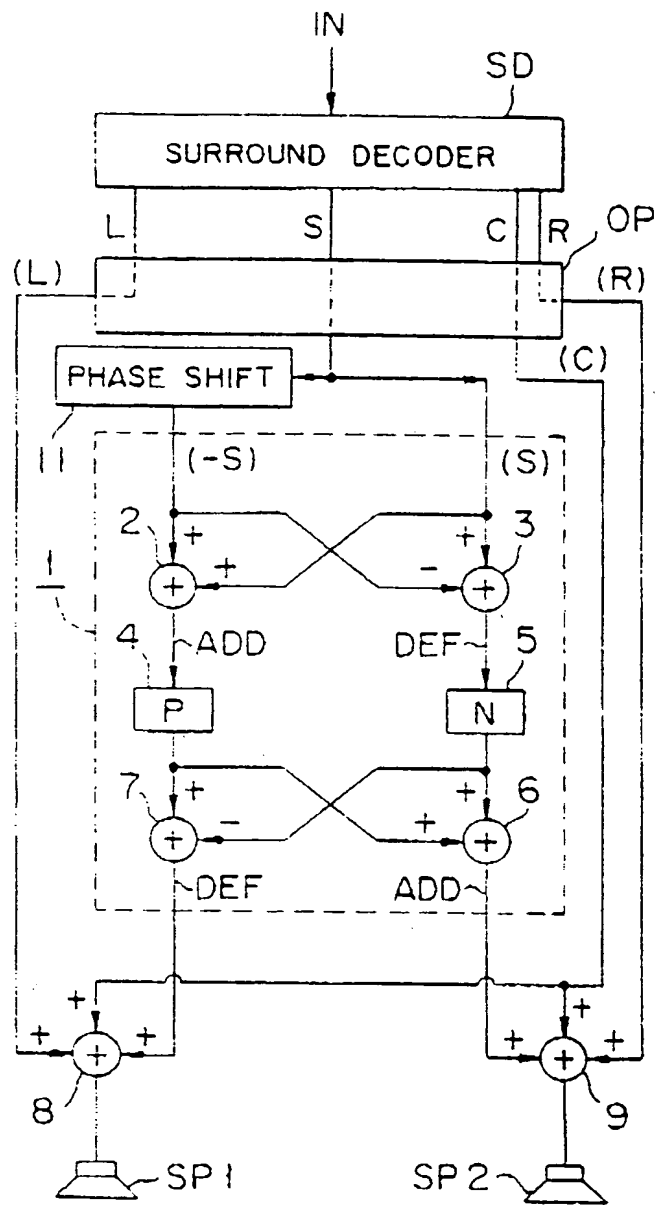 IN
SD
SURROUND DECODER
L S C R OP
(L) (R)
(C)
PHASE SHIFT
11 (-S) (S)
2 + + - + 3
+ +
1
4 ADD DEF 5
P N
7 + - + + 6
+ +
DEF ADD
+ + + + + +
+ +
8 9
SP1 SP2